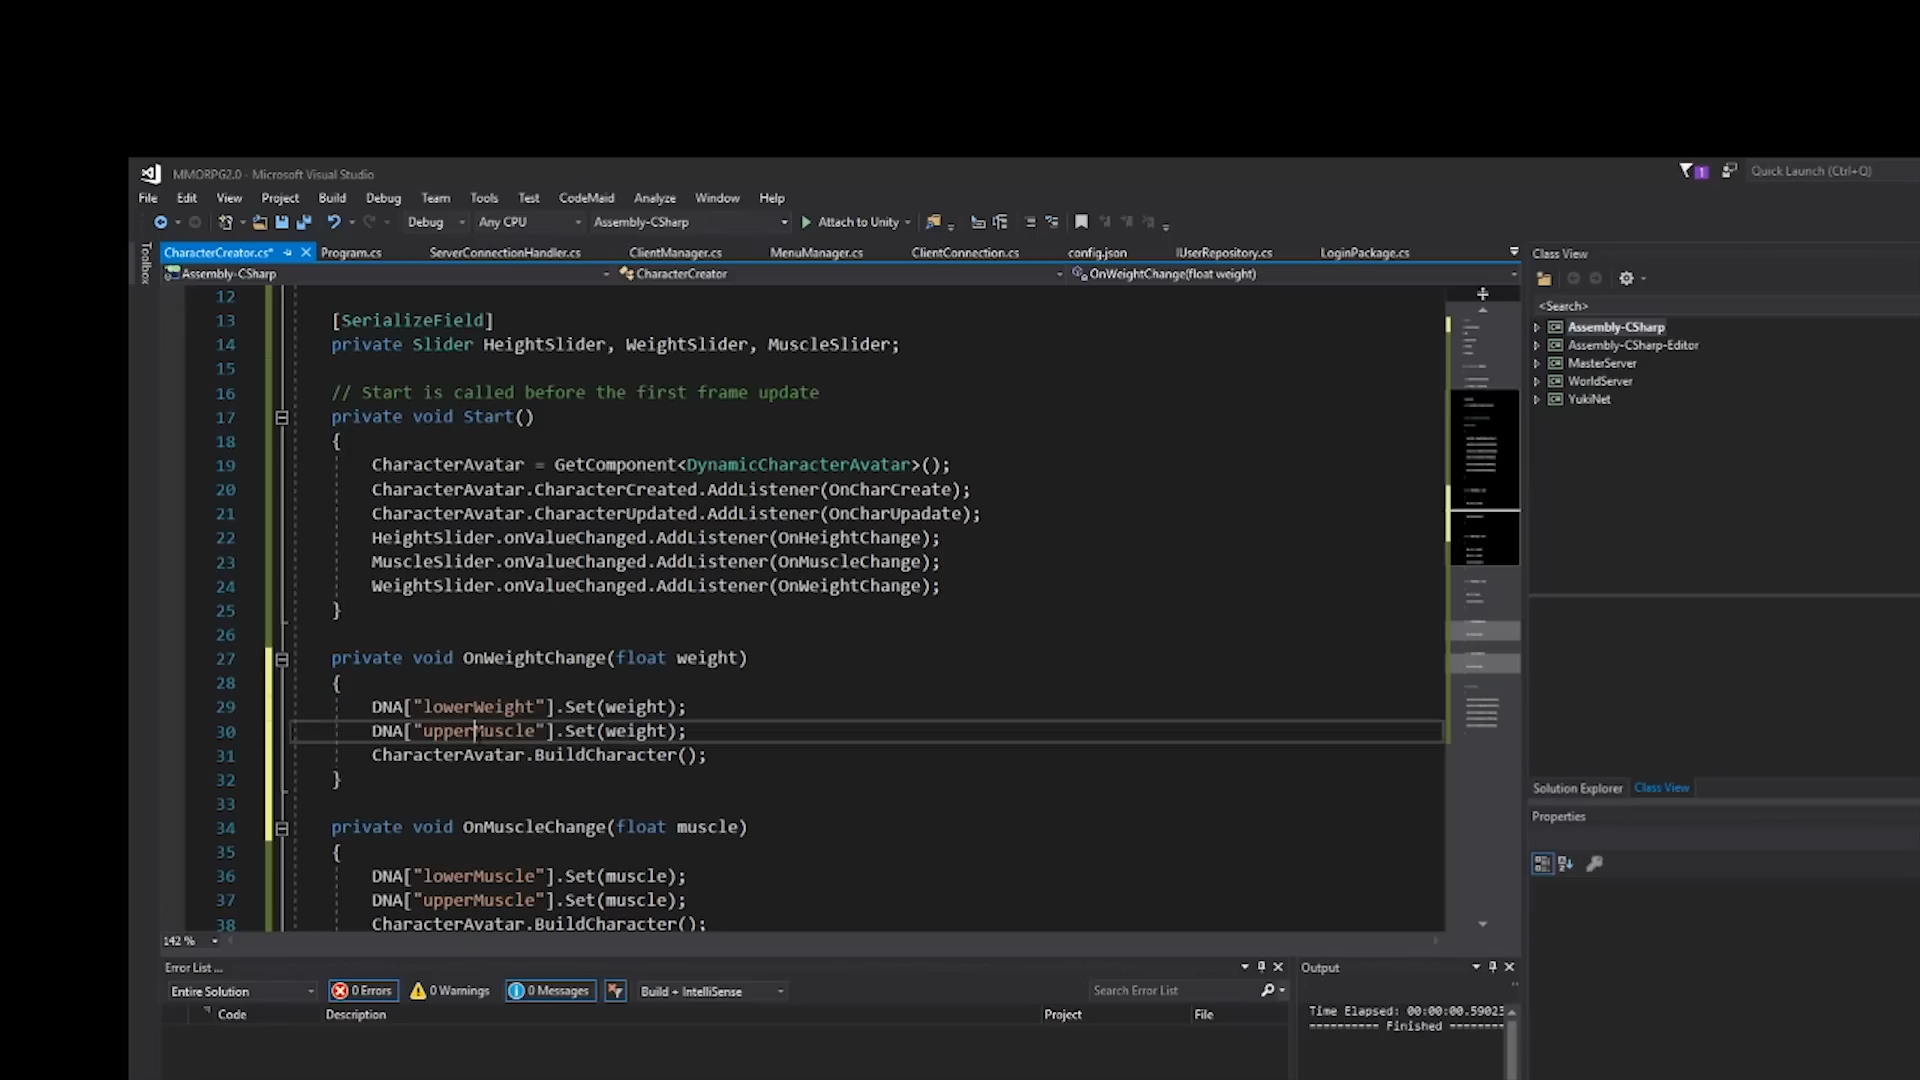 MMORPG2.0 - Microsoft Visual Studio
1
Quick Launch (Ctrl+Q)
File Edit View Project Build Debug Team Tools Test CodeMaid Analyze Window Help
Debug Any CPU Assembly-CSharp Attach to Unity
Toolbox
CharacterCreator.cs* Program.cs ServerConnectionHandler.cs ClientManager.cs MenuManager.cs ClientConnection.cs config.json IUserRepository.cs LoginPackage.cs
Assembly-CSharp CharacterCreator OnWeightChange(float weight)
12
13 [SerializeField]
14 private Slider HeightSlider, WeightSlider, MuscleSlider;
15
16 // Start is called before the first frame update
17 private void Start()
18 {
19 CharacterAvatar = GetComponent<DynamicCharacterAvatar>();
20 CharacterAvatar.CharacterCreated.AddListener(OnCharCreate);
21 CharacterAvatar.CharacterUpdated.AddListener(OnCharUpadate);
22 HeightSlider.onValueChanged.AddListener(OnHeightChange);
23 MuscleSlider.onValueChanged.AddListener(OnMuscleChange);
24 WeightSlider.onValueChanged.AddListener(OnWeightChange);
25 }
26
27 private void OnWeightChange(float weight)
28 {
29 DNA["lowerWeight"].Set(weight);
30 DNA["upperMuscle"].Set(weight);
31 CharacterAvatar.BuildCharacter();
32 }
33
34 private void OnMuscleChange(float muscle)
35 {
36 DNA["lowerMuscle"].Set(muscle);
37 DNA["upperMuscle"].Set(muscle);
38 CharacterAvatar.BuildCharacter();
142 %
Class View
<Search>
Assembly-CSharp
Assembly-CSharp-Editor
MasterServer
WorldServer
YukiNet
Solution Explorer Class View
Properties
Error List ...
Entire Solution 0 Errors 0 Warnings 0 Messages Build + IntelliSense Search Error List
Code Description Project File
Output
Time Elapsed: 00:00:00.59023
========== Finished ==========